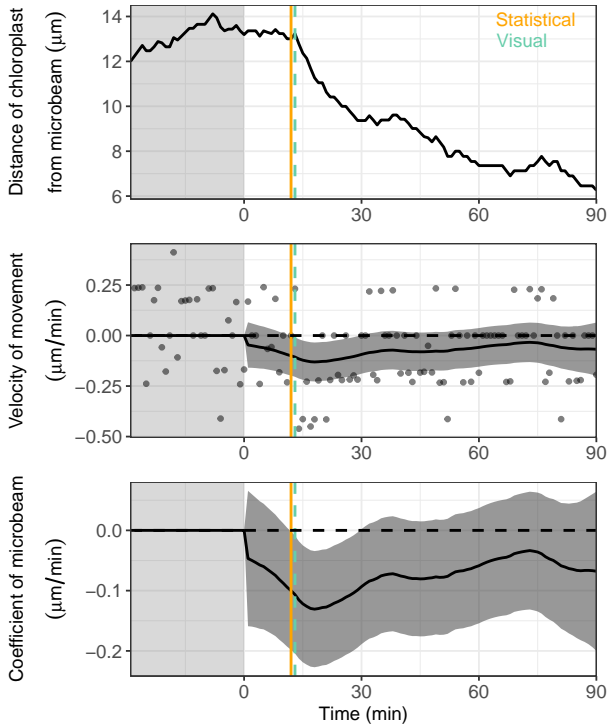 Distance of chloroplast
from microbeam (μm)
14
12
10
8
6
Statistical
Visual
0
30
60
90
Velocity of movement
(μm/min)
0.25
0.00
−0.25
−0.50
0
30
60
90
Coefficient of microbeam
(μm/min)
0.0
−0.1
−0.2
0
30
60
90
Time (min)